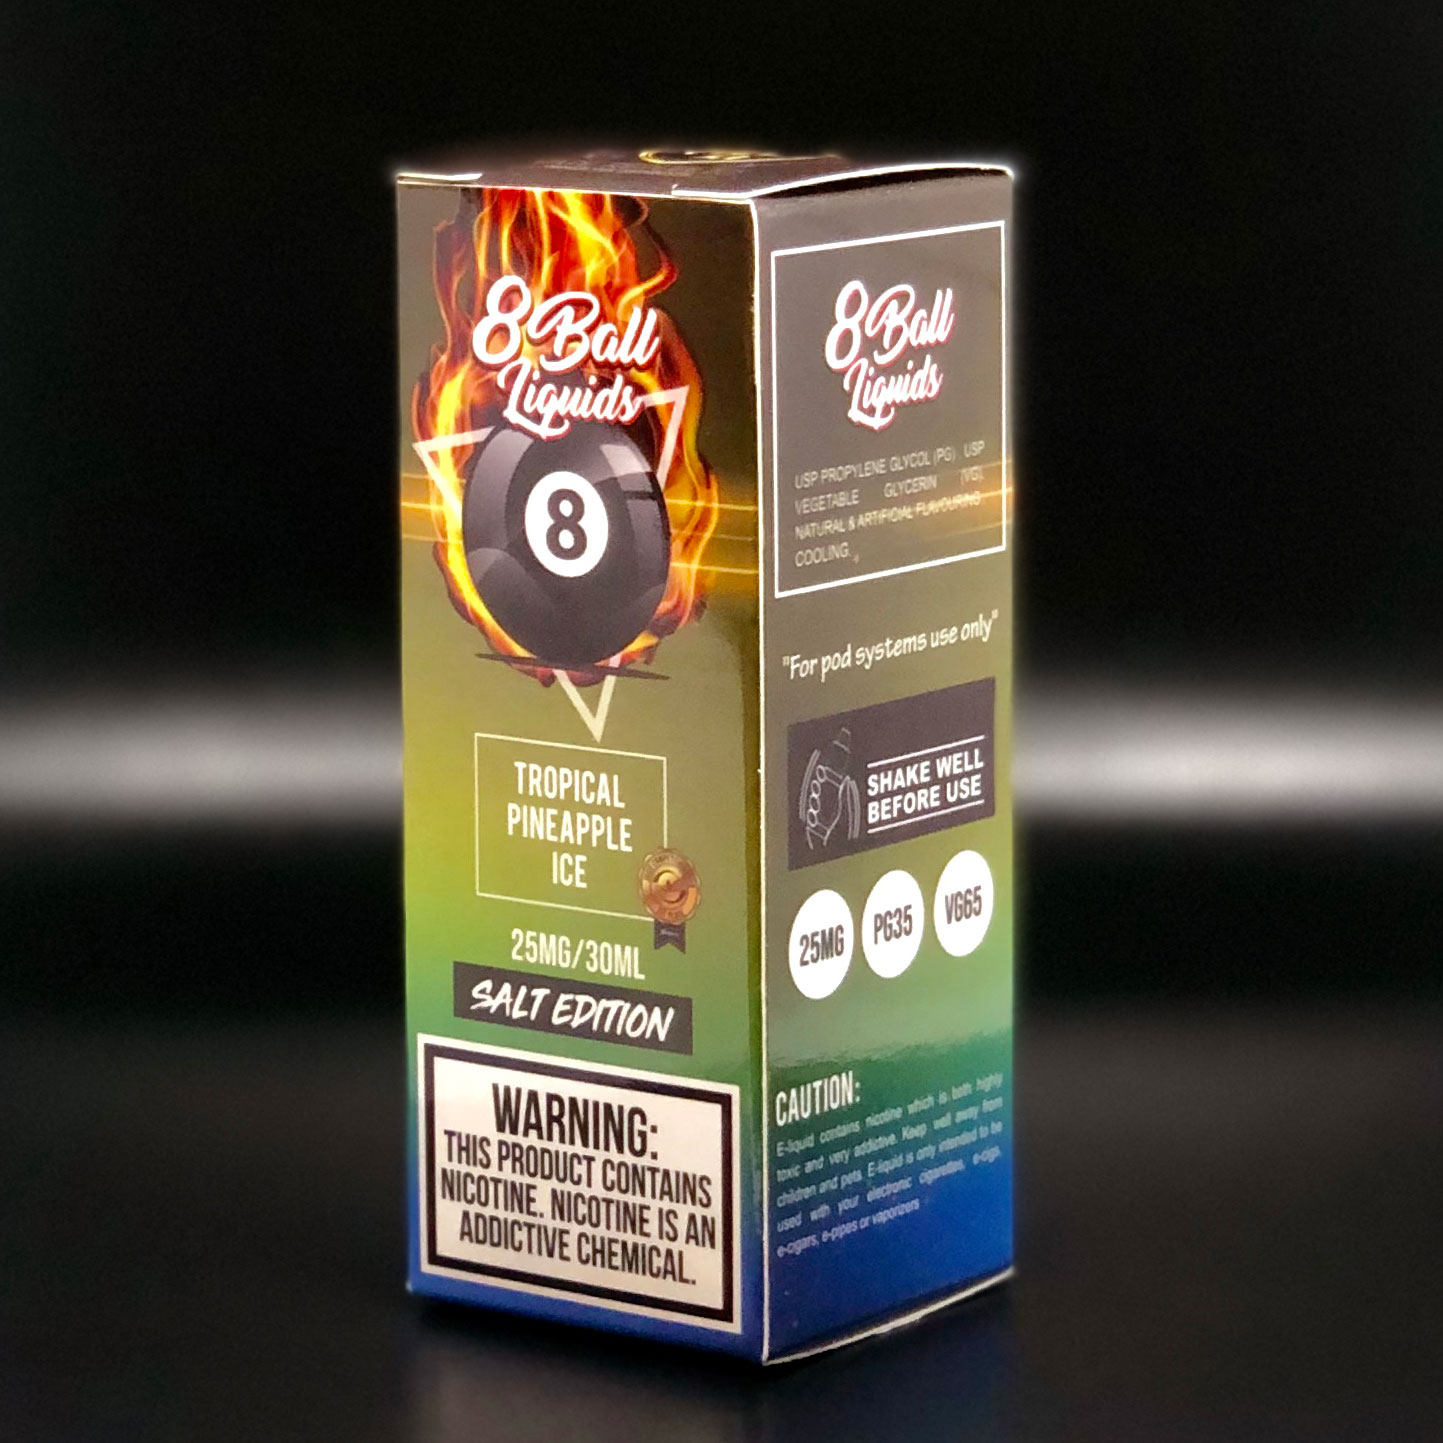 8 Ball
Liquids
8
TROPICAL
PINEAPPLE
ICE
25MG/30ML
SALT EDITION
WARNING:
THIS PRODUCT CONTAINS
NICOTINE. NICOTINE IS AN
ADDICTIVE CHEMICAL.
8 Ball
Liquids
USP PROPYLENE GLYCOL (PG) USP
VEGETABLE GLYCERIN (VG),
NATURAL & ARTIFICIAL FLAVOURING
COOLING.
"For pod systems use only"
SHAKE WELL
BEFORE USE
25MG
PG35
VG65
CAUTION:
E-liquid contains nicotine which is both highly
toxic and very addictive. Keep well away from
children and pets. E-liquid is only intended to be
used with your electronic cigarettes, e-cigs,
e-cigars, e-pipes or vaporizers